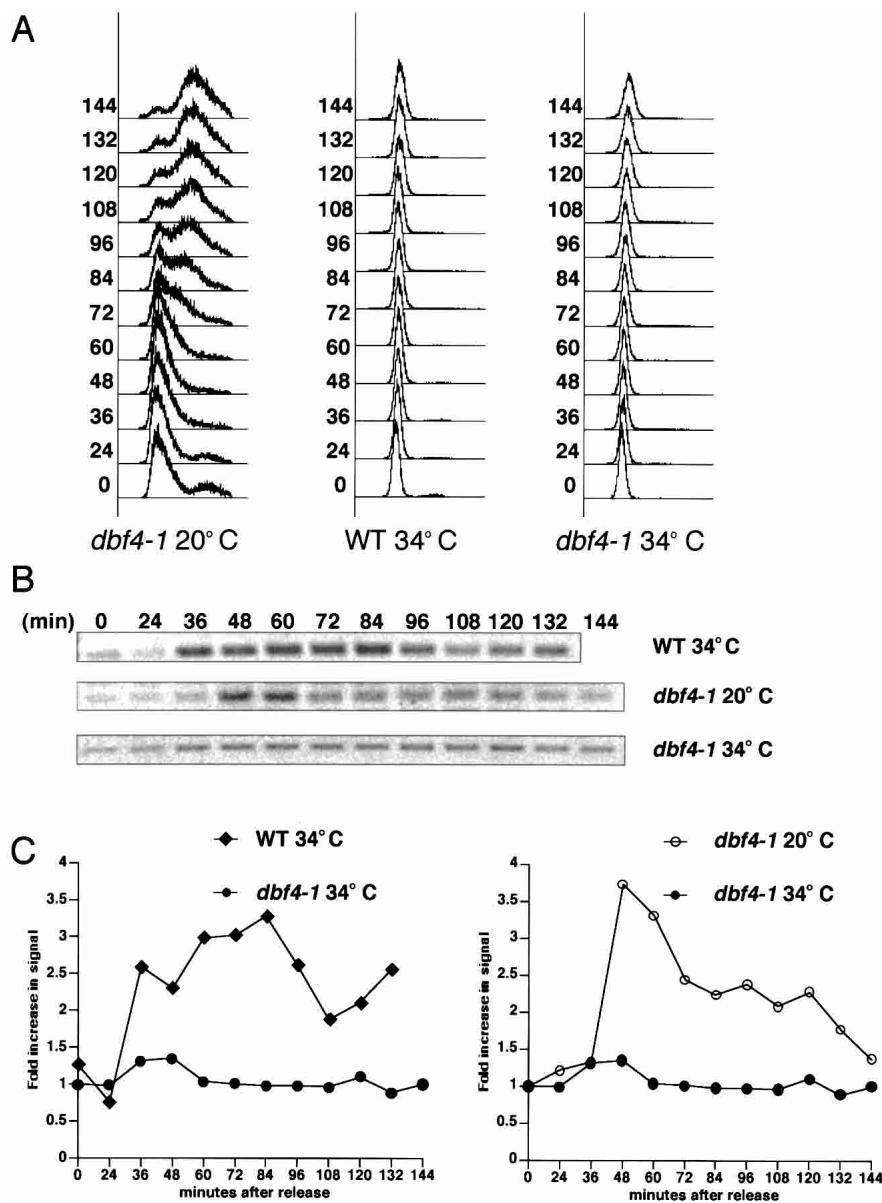 A
144
132
120
108
96
84
72
60
48
36
24
0
dbf4-1 20° C
144
132
120
108
96
84
72
60
48
36
24
0
WT 34° C
144
132
120
108
96
84
72
60
48
36
24
0
dbf4-1 34° C
B
(min) 0 24 36 48 60 72 84 96 108 120 132 144
WT 34° C
dbf4-1 20° C
dbf4-1 34° C
C
WT 34° C
dbf4-1 34° C
Fold increase in signal
4
3.5
3
2.5
2
1.5
1
0.5
0
0 24 36 48 60 72 84 96 108 120 132 144
minutes after release
dbf4-1 20° C
dbf4-1 34° C
Fold increase in signal
4
3.5
3
2.5
2
1.5
1
0.5
0
0 24 36 48 60 72 84 96 108 120 132 144
minutes after release